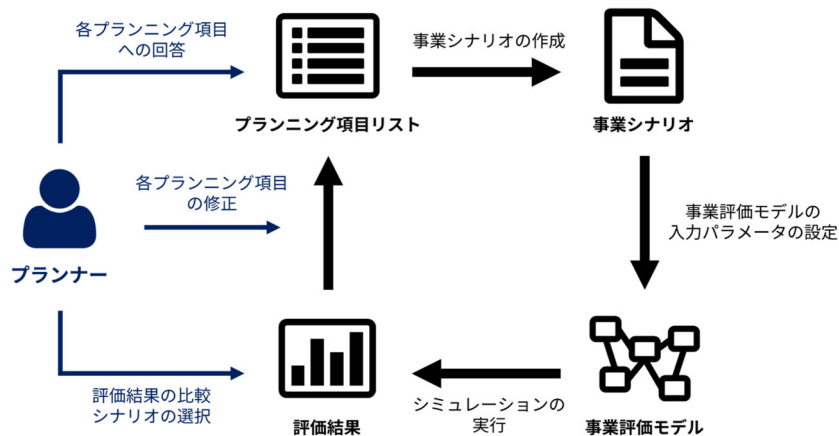 各プランニング項目
への回答
事業シナリオの作成
プランニング項目リスト
事業シナリオ
各プランニング項目
の修正
事業評価モデルの
入力パラメータの設定
プランナー
評価結果の比較
シナリオの選択
評価結果
シミュレーションの
実行
事業評価モデル